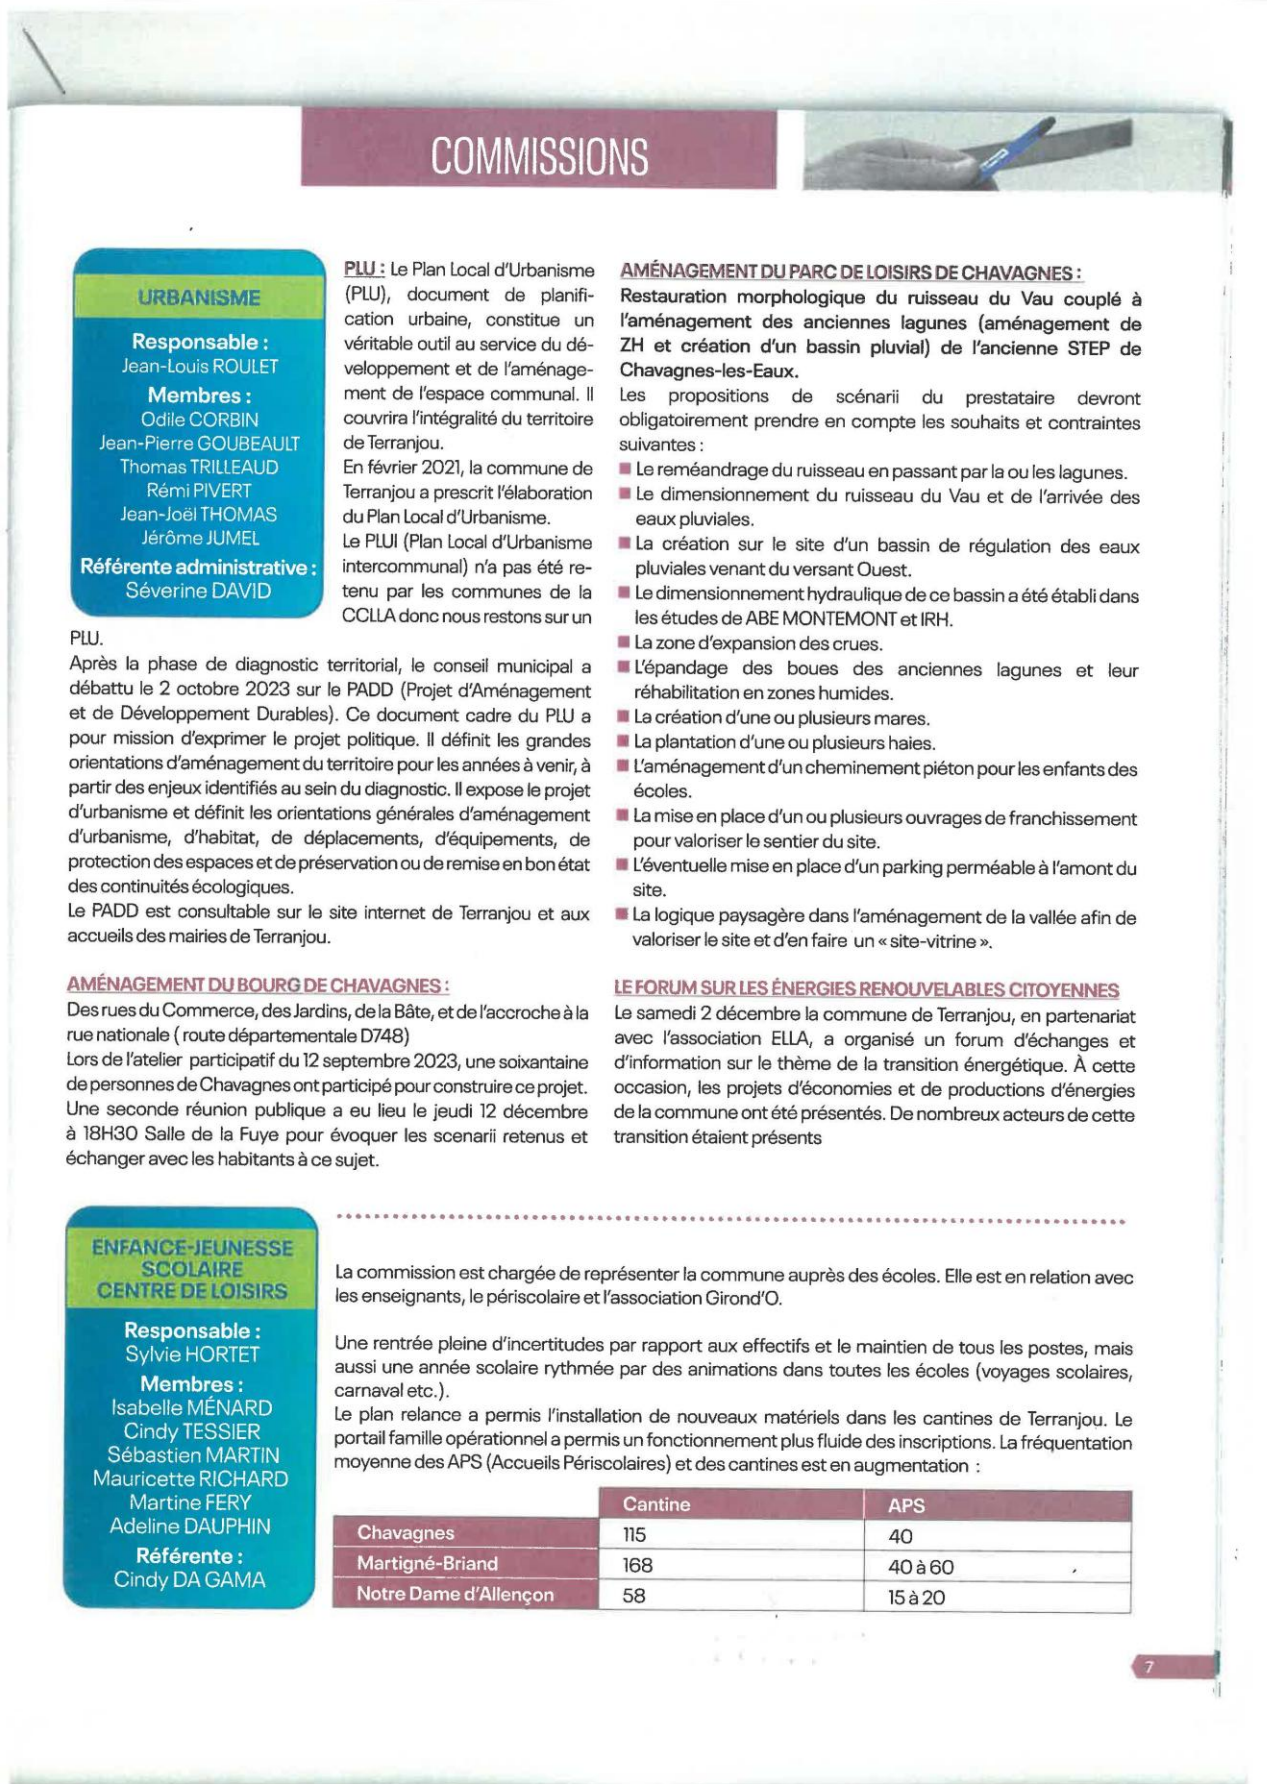 COMMISSIONS
URBANISME
Responsable :
Jean-Louis ROULET
Membres :
Odile CORBIN
Jean-Pierre GOUBEAULT
Thomas TRILLEAUD
Rémi PIVERT
Jean-Joël THOMAS
Jérôme JUMEL
Référente administrative :
Séverine DAVID
PLU : Le Plan Local d'Urbanisme
(PLU), document de planifi-
cation urbaine, constitue un
véritable outil au service du dé-
veloppement et de l'aménage-
ment de l'espace communal. Il
couvrira l'intégralité du territoire
de Terranjou.
En février 2021, la commune de
Terranjou a prescrit l'élaboration
du Plan Local d'Urbanisme.
Le PLUI (Plan Local d'Urbanisme
intercommunal) n'a pas été re-
tenu par les communes de la
CCLLA donc nous restons sur un
PLU.
Après la phase de diagnostic territorial, le conseil municipal a
débattu le 2 octobre 2023 sur le PADD (Projet d'Aménagement
et de Développement Durables). Ce document cadre du PLU a
pour mission d'exprimer le projet politique. Il définit les grandes
orientations d'aménagement du territoire pour les années à venir, à
partir des enjeux identifiés au sein du diagnostic. Il expose le projet
d'urbanisme et définit les orientations générales d'aménagement
d'urbanisme, d'habitat, de déplacements, d'équipements, de
protection des espaces et de préservation ou de remise en bon état
des continuités écologiques.
Le PADD est consultable sur le site internet de Terranjou et aux
accueils des mairies de Terranjou.
AMÉNAGEMENT DU BOURG DE CHAVAGNES :
Des rues du Commerce, des Jardins, de la Bâte, et de l'accroche à la
rue nationale ( route départementale D748)
Lors de l'atelier participatif du 12 septembre 2023, une soixantaine
de personnes de Chavagnes ont participé pour construire ce projet.
Une seconde réunion publique a eu lieu le jeudi 12 décembre
à 18H30 Salle de la Fuye pour évoquer les scenarii retenus et
échanger avec les habitants à ce sujet.
AMÉNAGEMENT DU PARC DE LOISIRS DE CHAVAGNES :
Restauration morphologique du ruisseau du Vau couplé à
l'aménagement des anciennes lagunes (aménagement de
ZH et création d'un bassin pluvial) de l'ancienne STEP de
Chavagnes-les-Eaux.
Les propositions de scénarii du prestataire devront
obligatoirement prendre en compte les souhaits et contraintes
suivantes :
■ Le reméandrage du ruisseau en passant par la ou les lagunes.
■ Le dimensionnement du ruisseau du Vau et de l'arrivée des
eaux pluviales.
■ La création sur le site d'un bassin de régulation des eaux
pluviales venant du versant Ouest.
■ Le dimensionnement hydraulique de ce bassin a été établi dans
les études de ABE MONTEMONT et IRH.
■ La zone d'expansion des crues.
■ L'épandage des boues des anciennes lagunes et leur
réhabilitation en zones humides.
■ La création d'une ou plusieurs mares.
■ La plantation d'une ou plusieurs haies.
■ L'aménagement d'un cheminement piéton pour les enfants des
écoles.
■ La mise en place d'un ou plusieurs ouvrages de franchissement
pour valoriser le sentier du site.
■ L'éventuelle mise en place d'un parking perméable à l'amont du
site.
■ La logique paysagère dans l'aménagement de la vallée afin de
valoriser le site et d'en faire un « site-vitrine ».
LE FORUM SUR LES ÉNERGIES RENOUVELABLES CITOYENNES
Le samedi 2 décembre la commune de Terranjou, en partenariat
avec l'association ELLA, a organisé un forum d'échanges et
d'information sur le thème de la transition énergétique. À cette
occasion, les projets d'économies et de productions d'énergies
de la commune ont été présentés. De nombreux acteurs de cette
transition étaient présents
ENFANCE-JEUNESSE
SCOLAIRE
CENTRE DE LOISIRS
Responsable :
Sylvie HORTET
Membres :
Isabelle MÉNARD
Cindy TESSIER
Sébastien MARTIN
Mauricette RICHARD
Martine FERY
Adeline DAUPHIN
Référente :
Cindy DA GAMA
La commission est chargée de représenter la commune auprès des écoles. Elle est en relation avec
les enseignants, le périscolaire et l'association Girond'O.
Une rentrée pleine d'incertitudes par rapport aux effectifs et le maintien de tous les postes, mais
aussi une année scolaire rythmée par des animations dans toutes les écoles (voyages scolaires,
carnaval etc.).
Le plan relance a permis l'installation de nouveaux matériels dans les cantines de Terranjou. Le
portail famille opérationnel a permis un fonctionnement plus fluide des inscriptions. La fréquentation
moyenne des APS (Accueils Périscolaires) et des cantines est en augmentation :
Cantine APS
Chavagnes 115 40
Martigné-Briand 168 40 à 60
Notre Dame d'Allençon 58 15 à 20
7